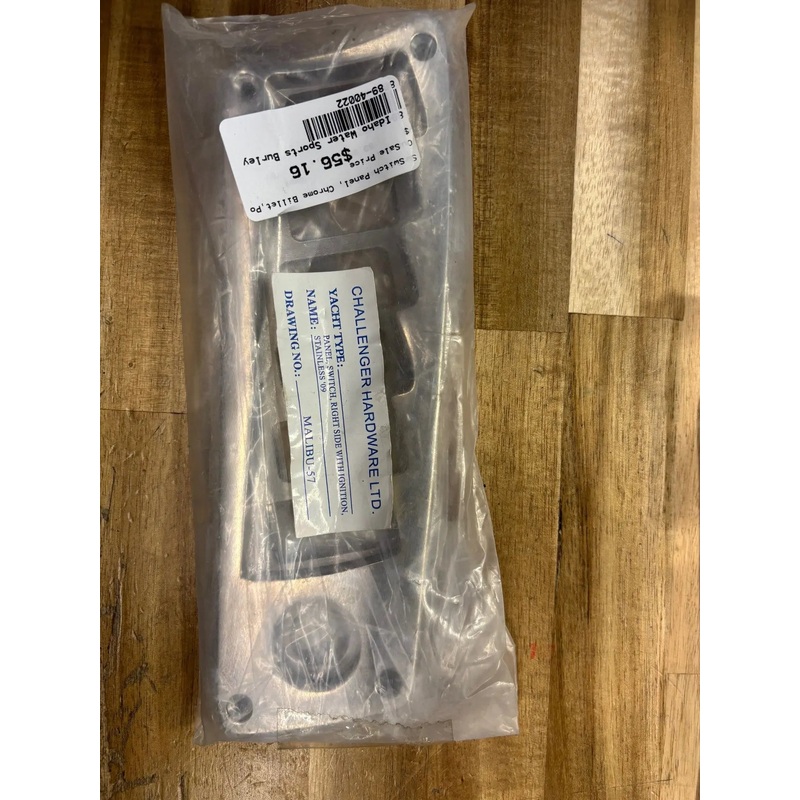 Switch Panel, Chrome Billet,Po
Sale Price
$56.16
Idaho Water Sports Burley
89-40022
CHALLENGER HARDWARE LTD.
YACHT TYPE:
PANEL, SWITCH, RIGHT SIDE WITH IGNITION,
NAME: STAINLESS '09
DRAWING NO.: MALIBU-57